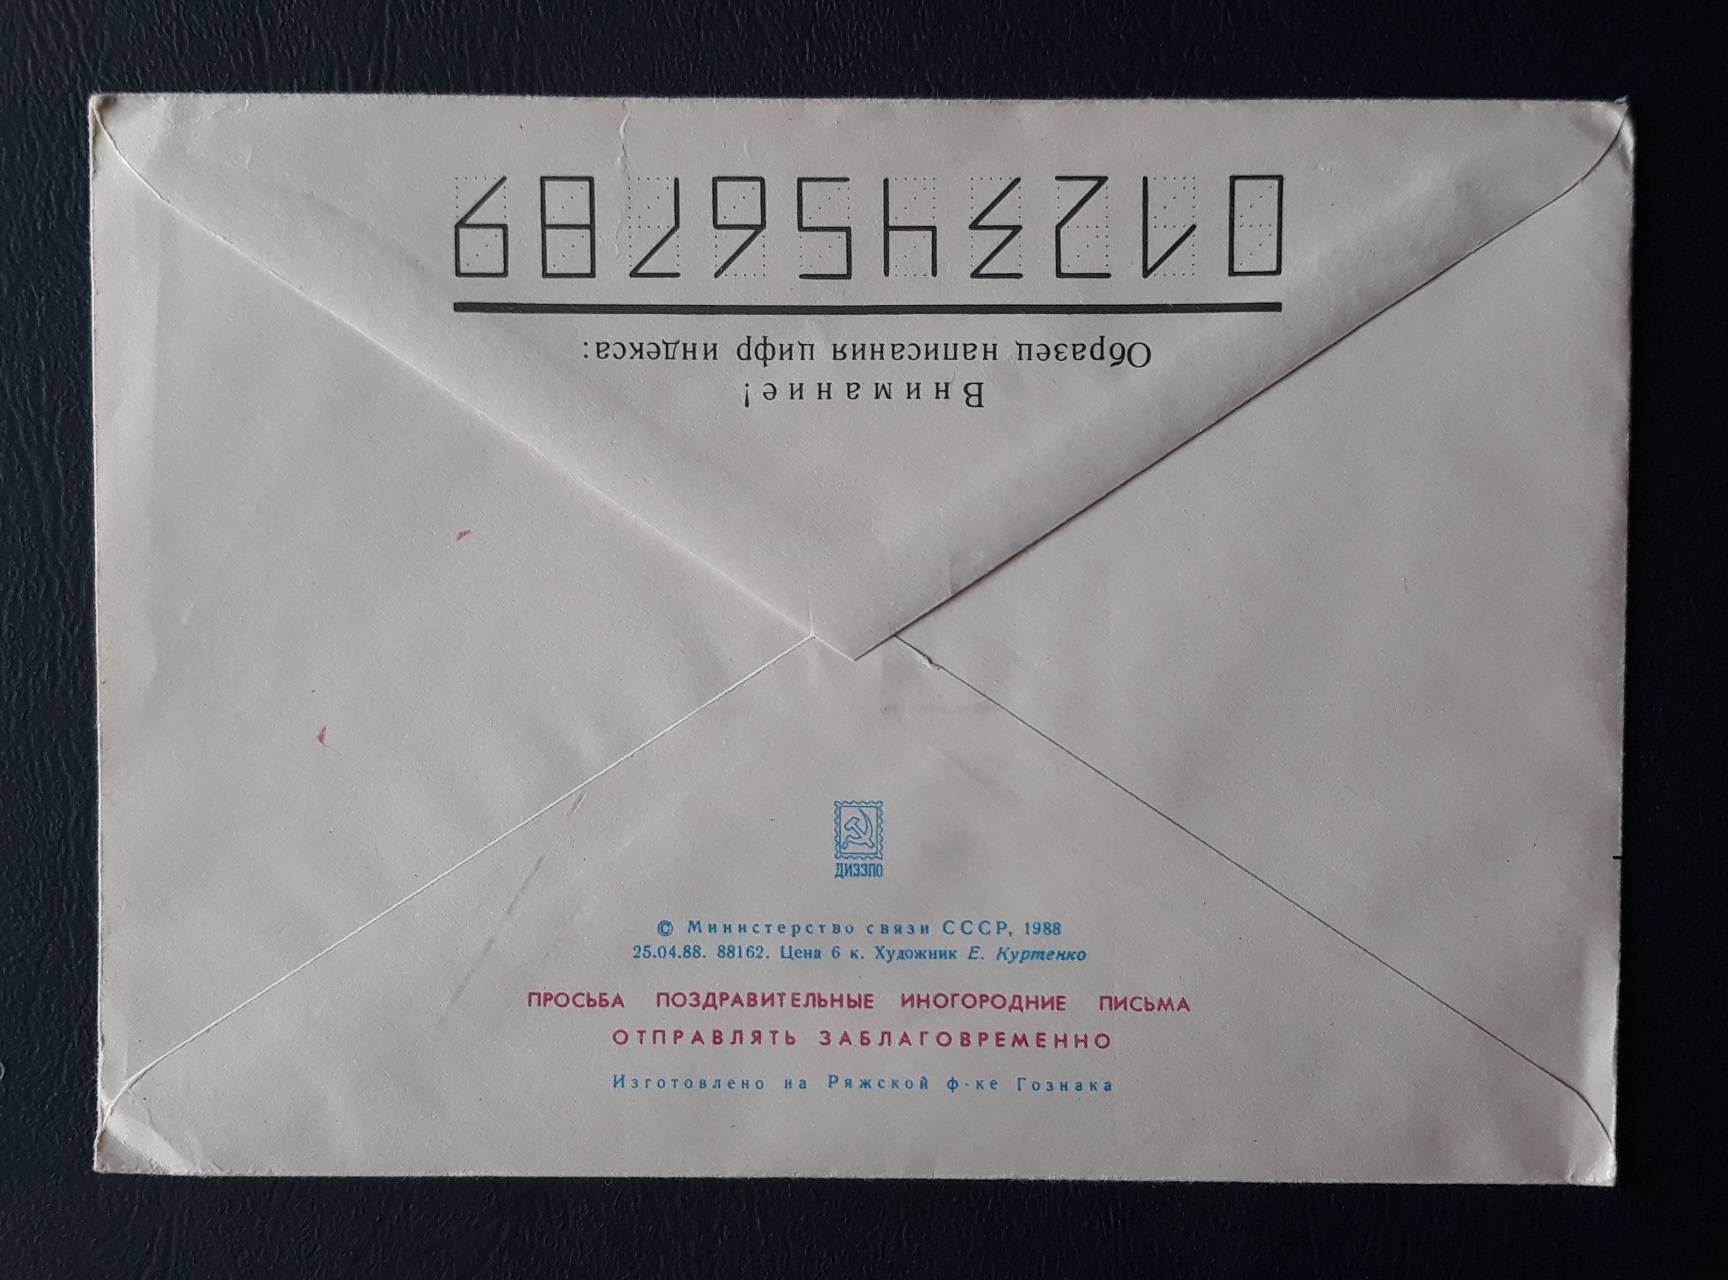 Внимание!
Образец написания цифр индекса:
0123456789
ДИЭЗПО
© Министерство связи СССР, 1988
25.04.88. 88162. Цена 6 к. Художник Е. Куртенко
ПРОСЬБА ПОЗДРАВИТЕЛЬНЫЕ ИНОГОРОДНИЕ ПИСЬМА
ОТПРАВЛЯТЬ ЗАБЛАГОВРЕМЕННО
Изготовлено на Ряжской ф-ке Гознака